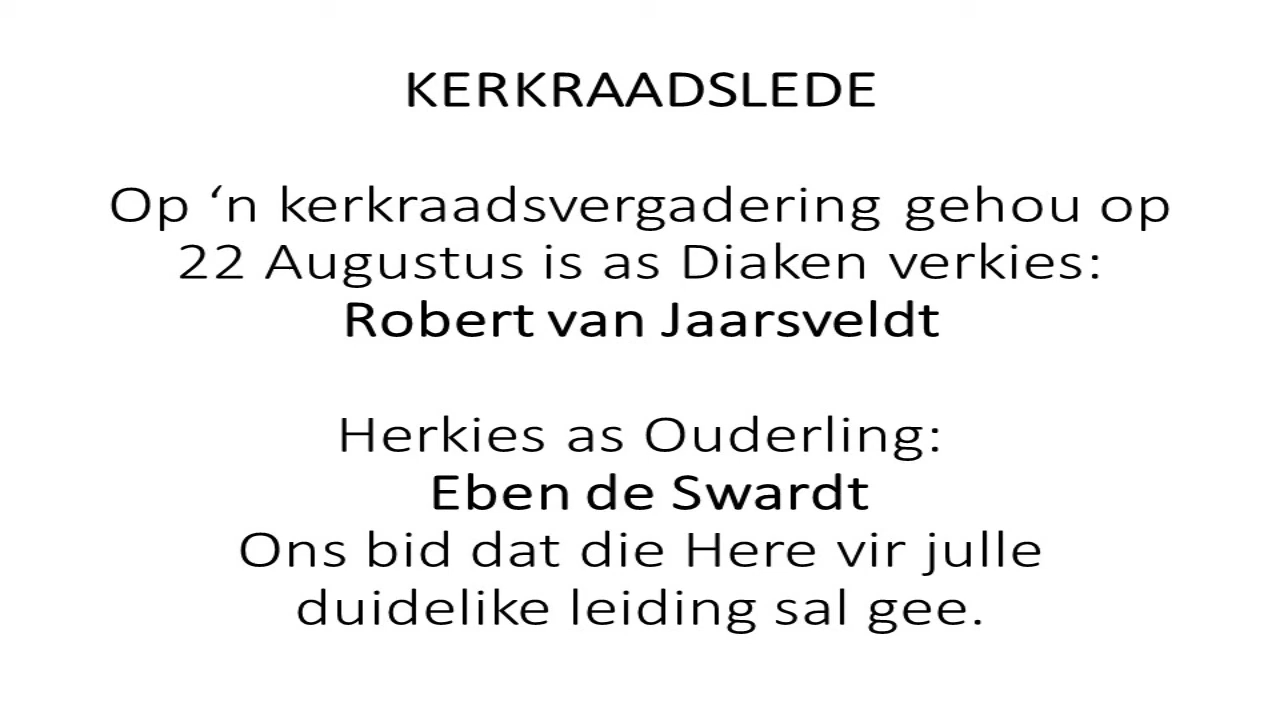 KERKRAADSLEDE
Op ‘n kerkraadsvergadering gehou op
22 Augustus is as Diaken verkies:
Robert van Jaarsveldt
Herkies as Ouderling:
Eben de Swardt
Ons bid dat die Here vir julle
duidelike leiding sal gee.